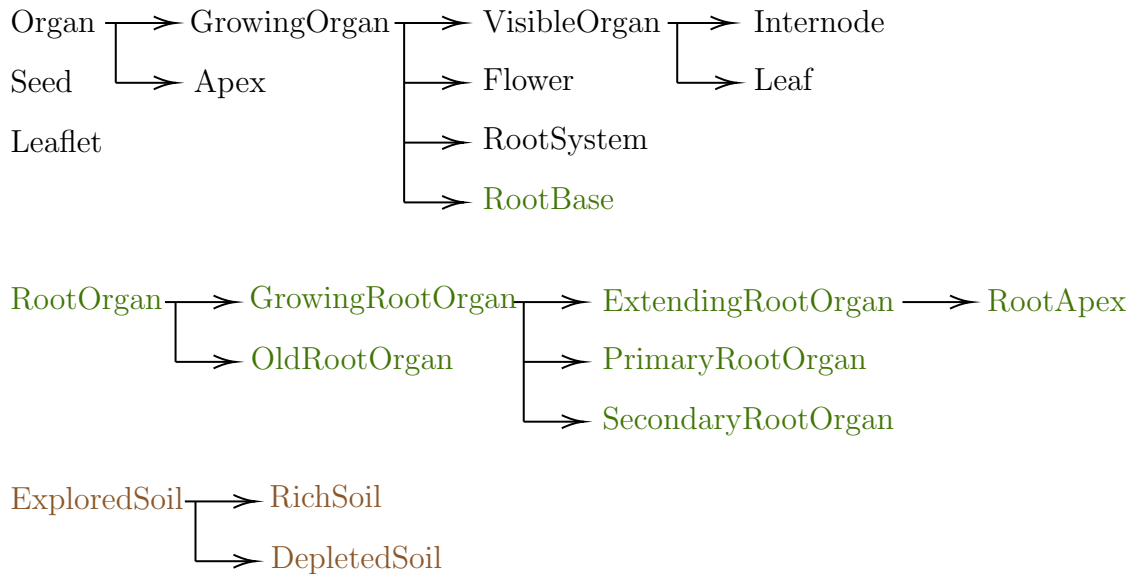 Organ GrowingOrgan VisibleOrgan Internode
Seed Apex Flower Leaf
Leaflet RootSystem
RootBase
RootOrgan GrowingRootOrgan ExtendingRootOrgan RootApex
OldRootOrgan PrimaryRootOrgan
SecondaryRootOrgan
ExploredSoil RichSoil
DepletedSoil